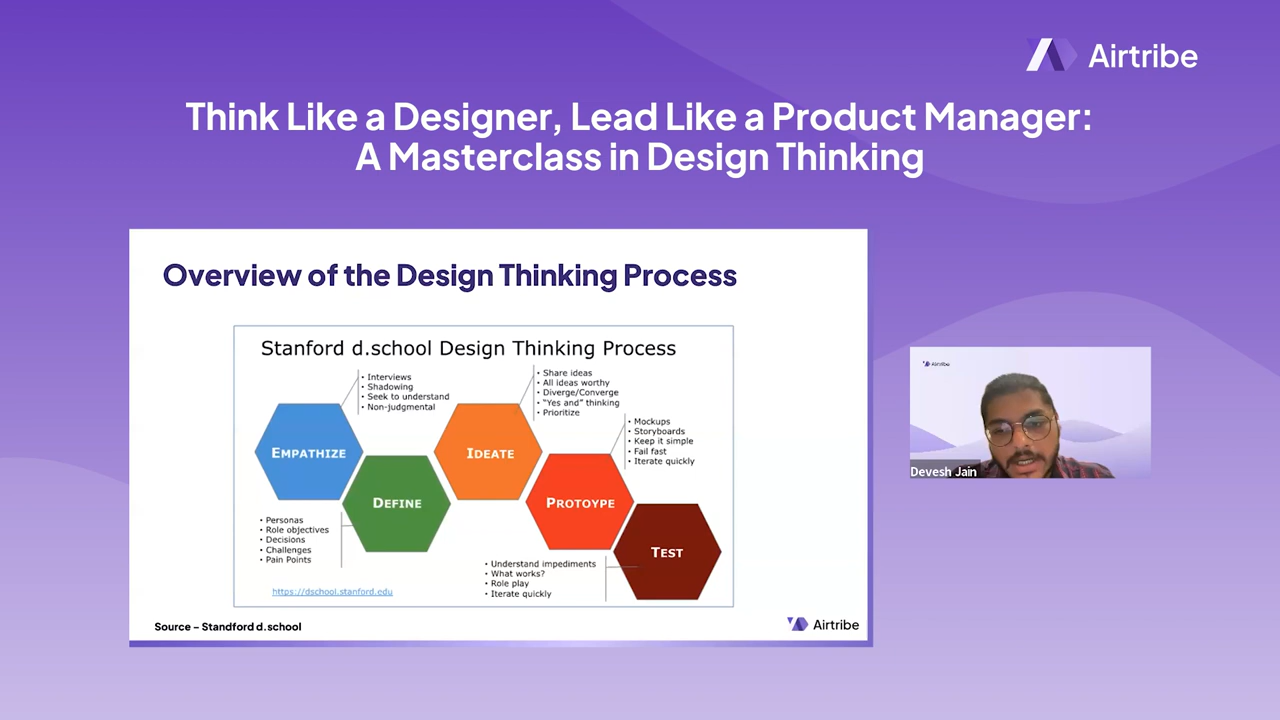 Airtribe
Think Like a Designer, Lead Like a Product Manager:
A Masterclass in Design Thinking
Overview of the Design Thinking Process
Stanford d.school Design Thinking Process
• Interviews
• Shadowing
• Seek to understand
• Non-judgmental
• Share ideas
• All ideas worthy
• Diverge/Converge
• “Yes and” thinking
• Prioritize
• Mockups
• Storyboards
• Keep it simple
• Fail fast
• Iterate quickly
EMPATHIZE
DEFINE
IDEATE
PROTOYPE
TEST
• Personas
• Role objectives
• Decisions
• Challenges
• Pain Points
• Understand impediments
• What works?
• Role play
• Iterate quickly
https://dschool.stanford.edu
Source – Standford d.school
Airtribe
Airtribe
Devesh Jain